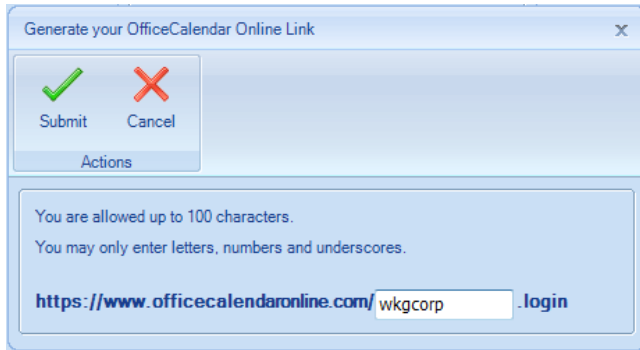 Generate your OfficeCalendar Online Link x
Submit Cancel
Actions
You are allowed up to 100 characters.
You may only enter letters, numbers and underscores.
https://www.officecalendaronline.com/ wkgcorp .login